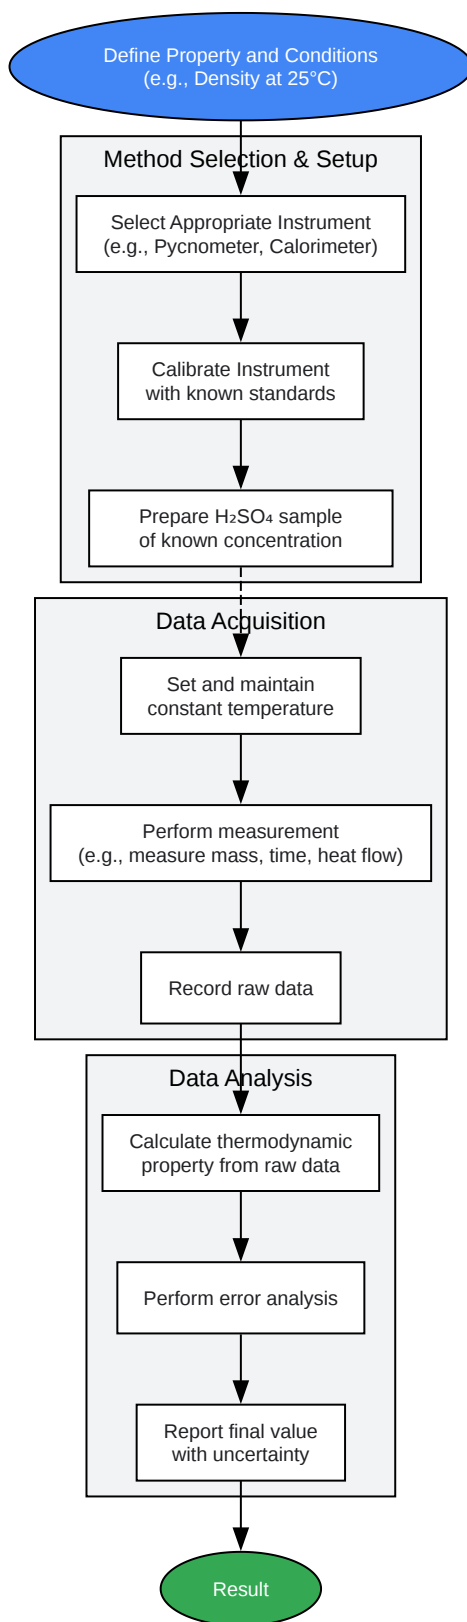 Define Property and Conditions
(e.g., Density at 25°C)
Method Selection & Setup
Select Appropriate Instrument
(e.g., Pycnometer, Calorimeter)
Calibrate Instrument
with known standards
Prepare H₂SO₄ sample
of known concentration
Data Acquisition
Set and maintain
constant temperature
Perform measurement
(e.g., measure mass, time, heat flow)
Record raw data
Data Analysis
Calculate thermodynamic
property from raw data
Perform error analysis
Report final value
with uncertainty
Result